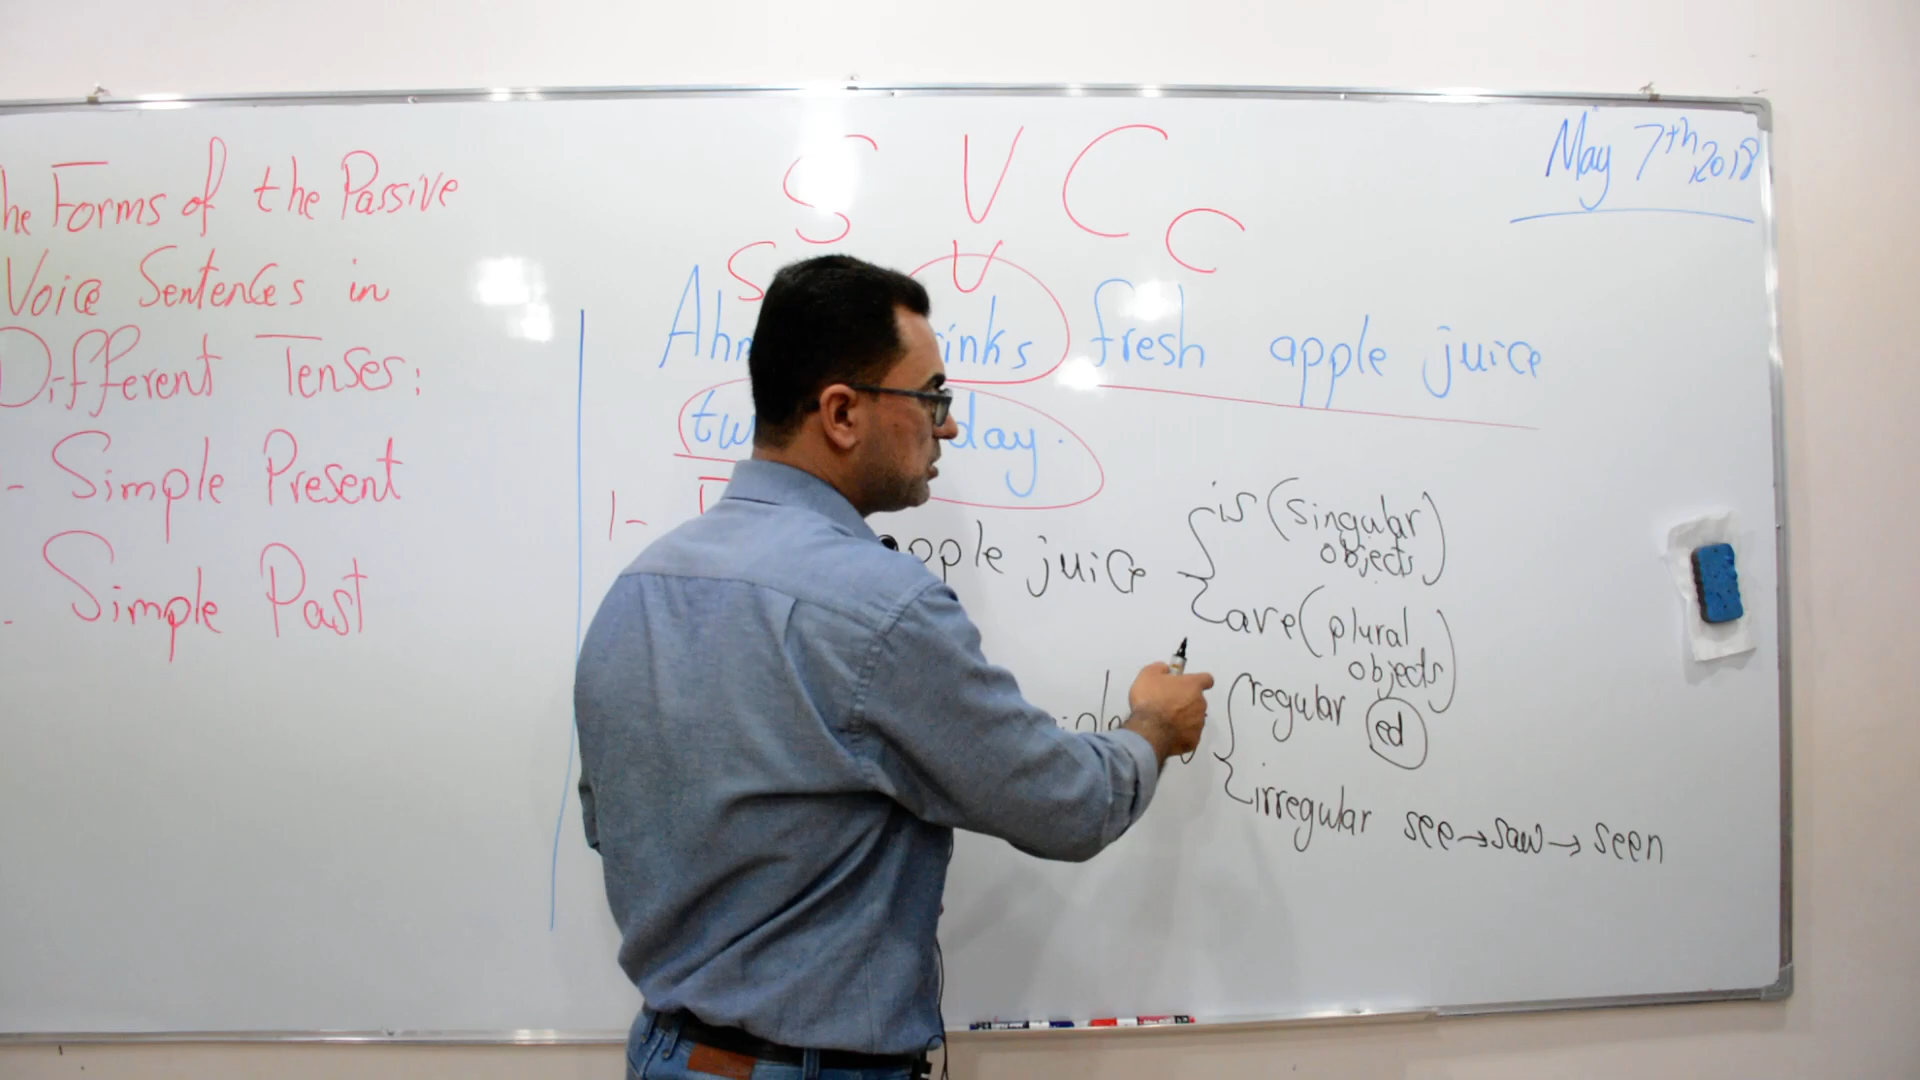 he Forms of the Passive
Voice Sentences in
Different Tenses:
- Simple Present
- Simple Past
May 7th, 2018
S V C
S V C
Ah inks fresh apple juice
tw day.
1-
apple juice
is (singular objects)
are (plural objects)
regular ed
irregular see → saw → seen